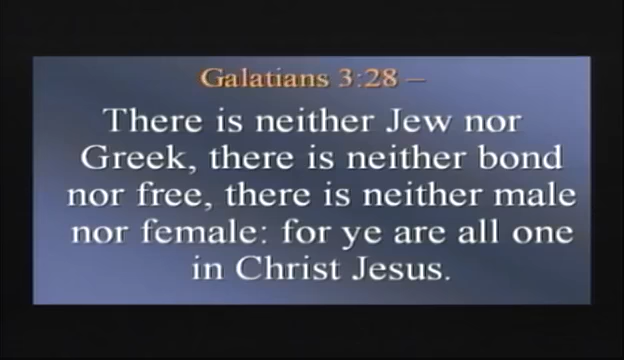 Galatians 3:28 –
There is neither Jew nor
Greek, there is neither bond
nor free, there is neither male
nor female: for ye are all one
in Christ Jesus.